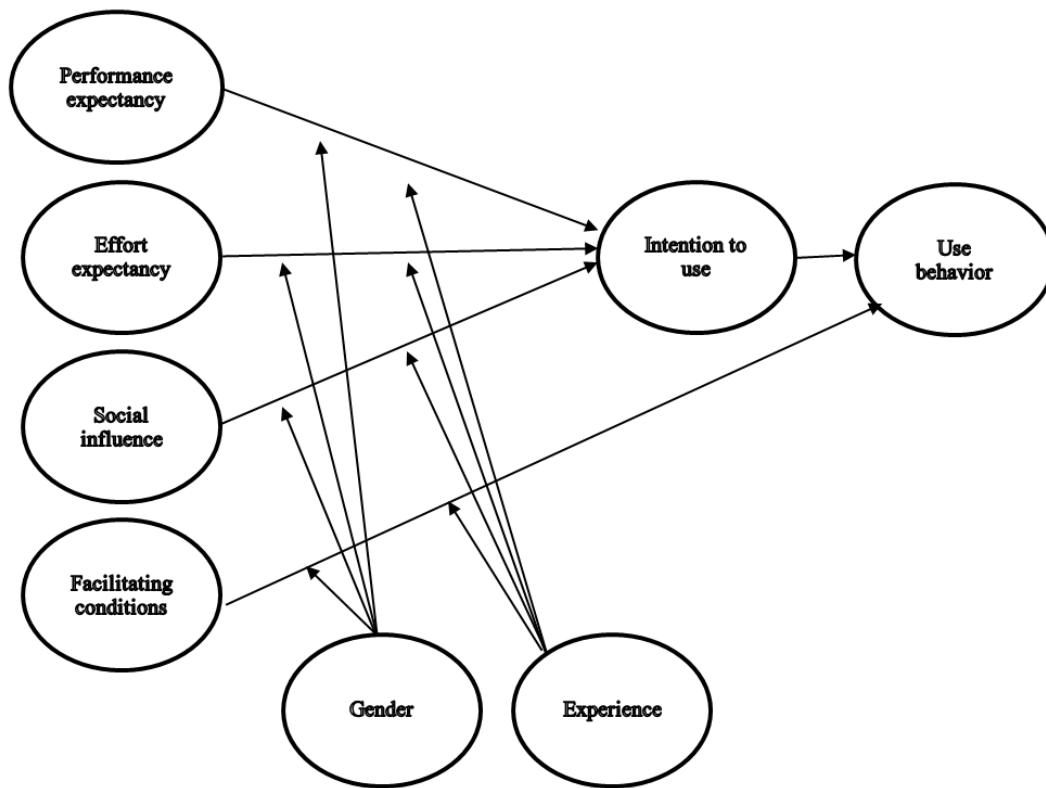 Performance
expectancy
Effort
expectancy
Intention to
use
Use
behavior
Social
influence
Facilitating
conditions
Gender
Experience